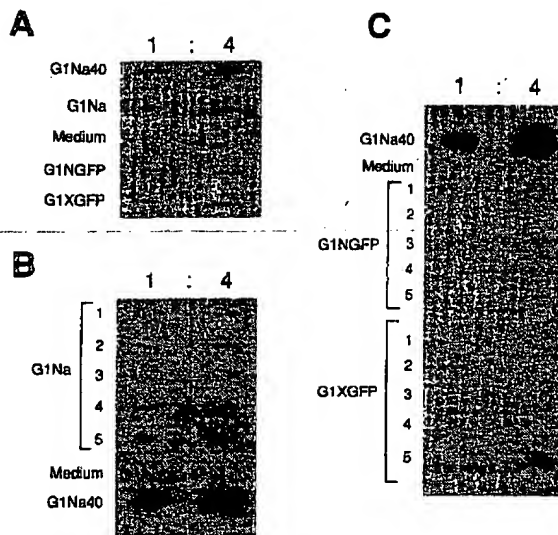 A
1 : 4
G1Na40
G1Na
Medium
G1NGFP
G1XGFP
B
1 : 4
G1Na
1
2
3
4
5
Medium
G1Na40
C
1 : 4
G1Na40
Medium
G1NGFP
1
2
3
4
5
G1XGFP
1
2
3
4
5